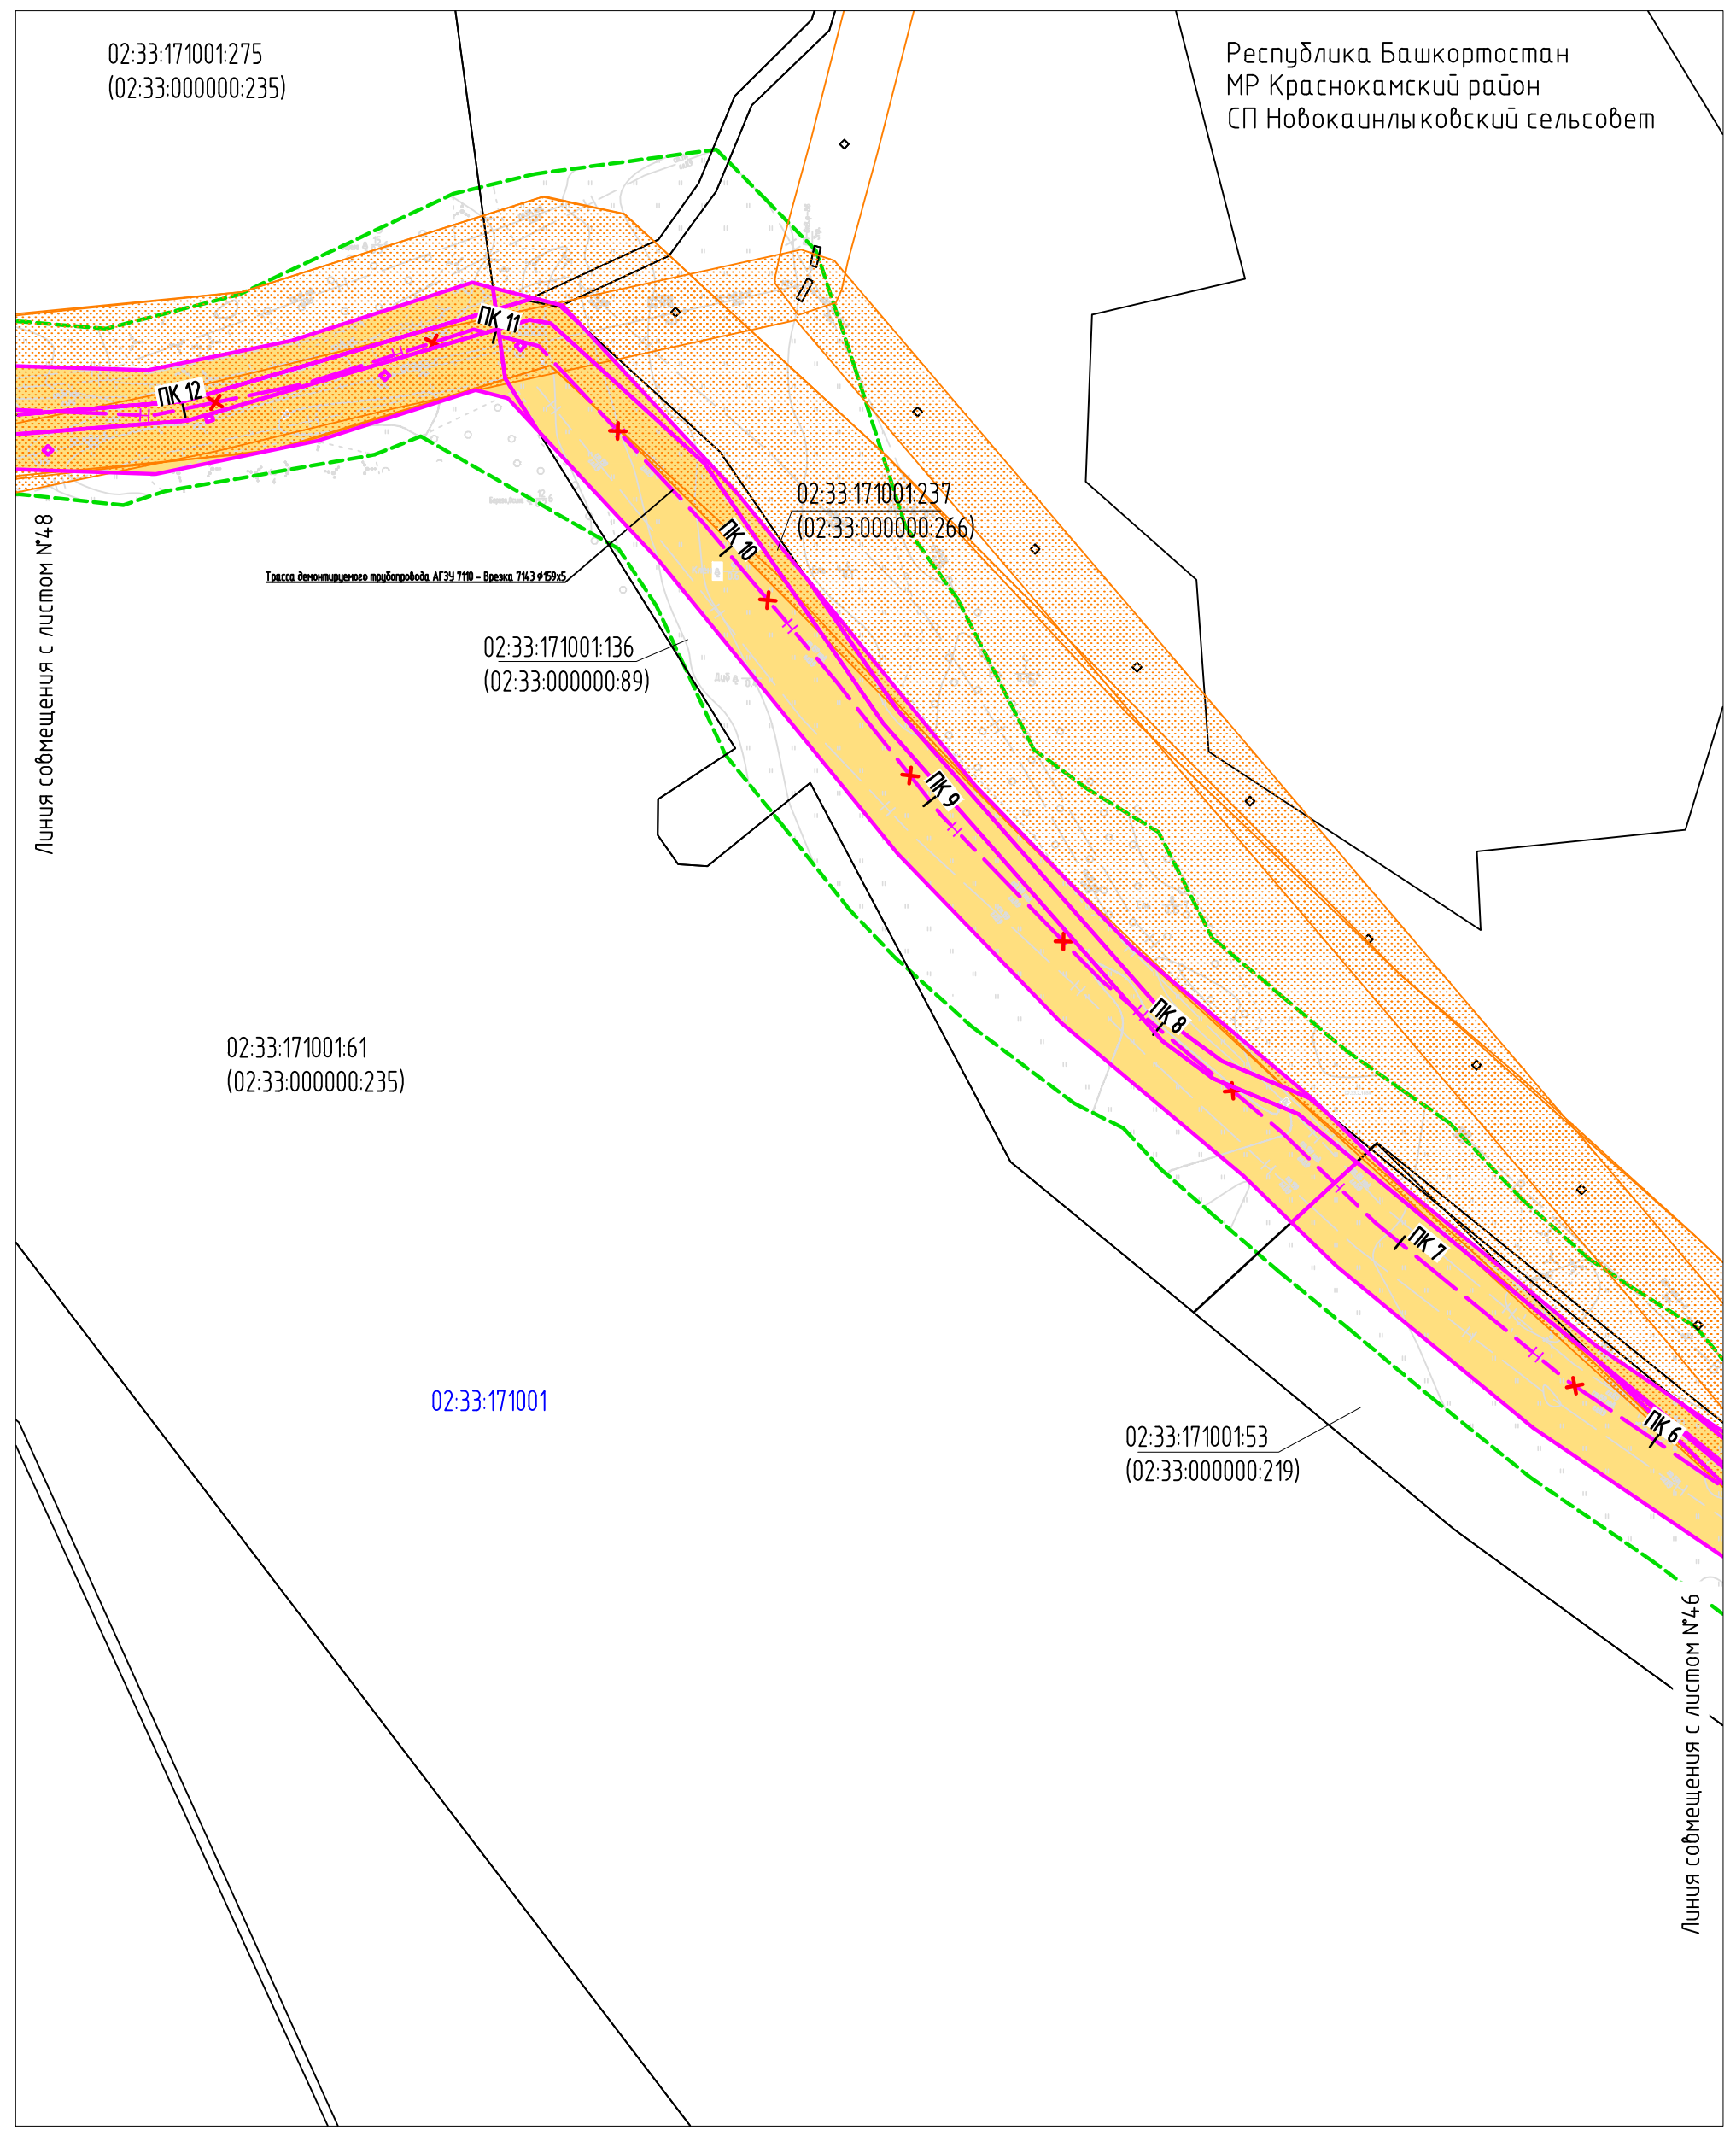 02:33:171001:275
(02:33:000000:235)
Республика Башкортостан
МР Краснокамский район
СП Новокаинлыковский сельсовет
ПК 11
ПК 12
02:33:171001:237
(02:33:000000:266)
ПК 10
Трасса демонтируемого трубопровода АГЗУ 7110 - Врезка 7143 Ф159х5
Линия совмещения с листом №48
02:33:171001:136
(02:33:000000:89)
ПК 9
ПК 8
02:33:171001:61
(02:33:000000:235)
ПК 7
02:33:171001
ПК 6
02:33:171001:53
(02:33:000000:219)
Линия совмещения с листом №46